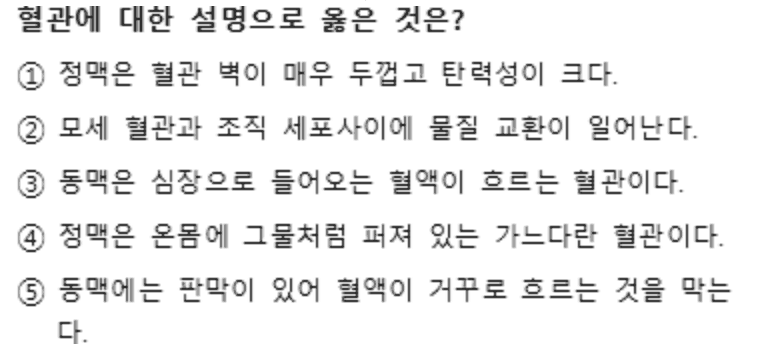 혈관에 대한 설명으로 옳은 것은?
① 정맥은 혈관 벽이 매우 두껍고 탄력성이 크다.
② 모세 혈관과 조직 세포사이에 물질 교환이 일어난다.
③ 동맥은 심장으로 들어오는 혈액이 흐르는 혈관이다.
④ 정맥은 온몸에 그물처럼 퍼져 있는 가느다란 혈관이다.
⑤ 동맥에는 판막이 있어 혈액이 거꾸로 흐르는 것을 막는
다.